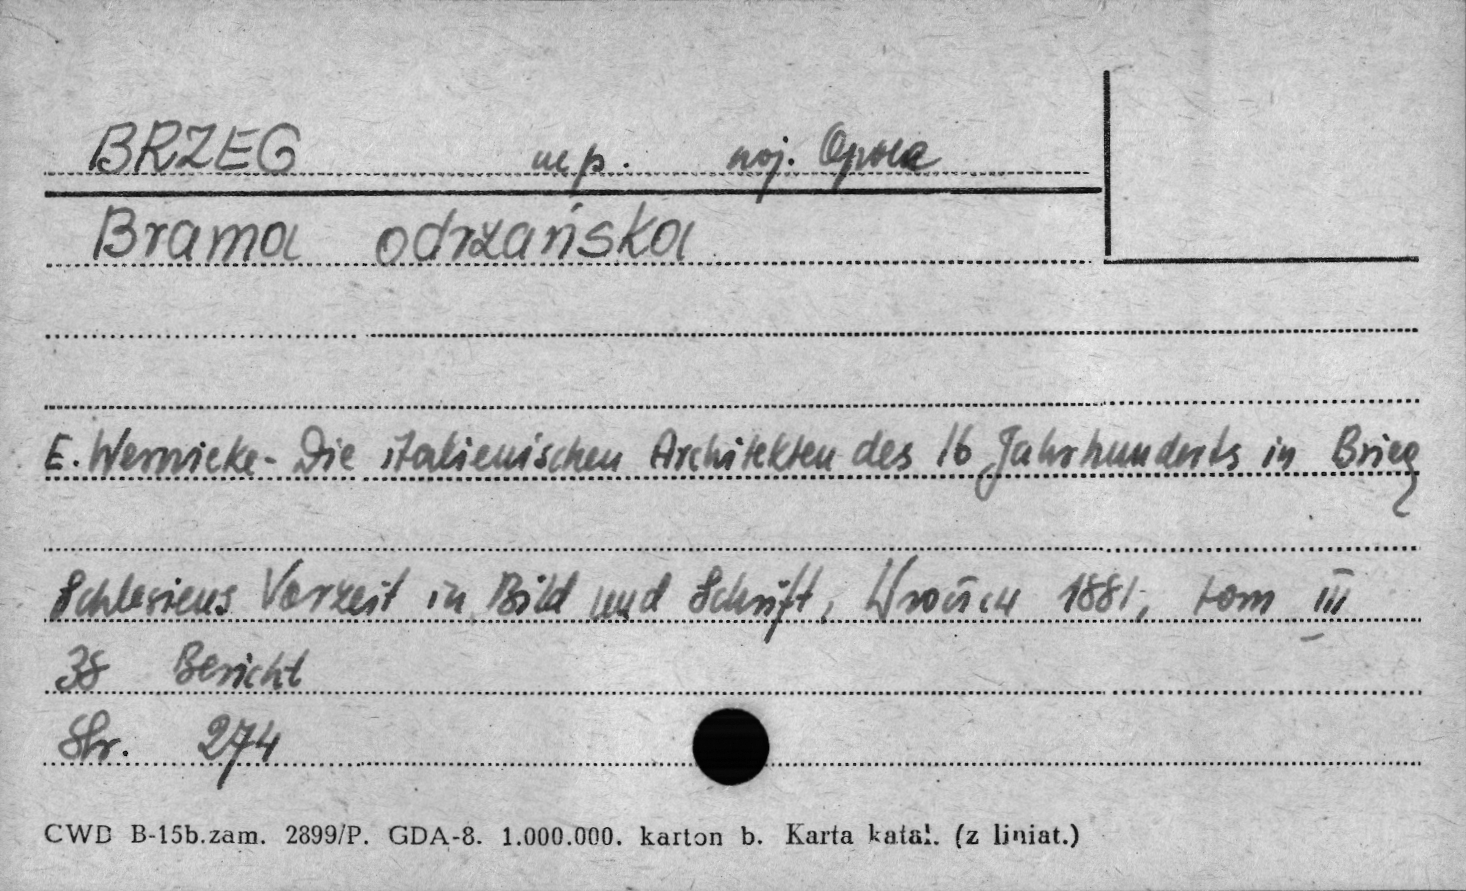 BRZEG m.p. woj. Opole
Brama odrzańska
E. Wernicke - Die italienischen Architekten des 16 Jahrhunderts in Brieg
Schlesiens Vorzeit in Bild und Schrift, 1881, tom III
38 Bericht
Str. 274
CWD B-15b.zam. 2899/P. GDA-8. 1.000.000. karton b. Karta katal. (z liniat.)